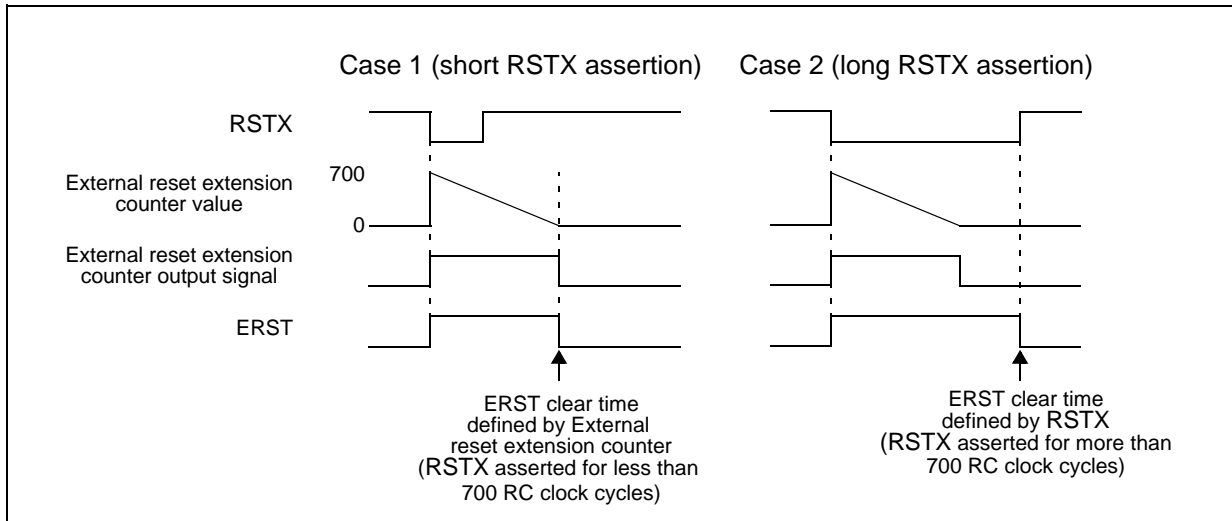 Case 1 (short RSTX assertion)
Case 2 (long RSTX assertion)
RSTX
External reset extension
counter value
700
0
External reset extension
counter output signal
ERST
ERST clear time
defined by External
reset extension counter
(RSTX asserted for less than
700 RC clock cycles)
ERST clear time
defined by RSTX
(RSTX asserted for more than
700 RC clock cycles)